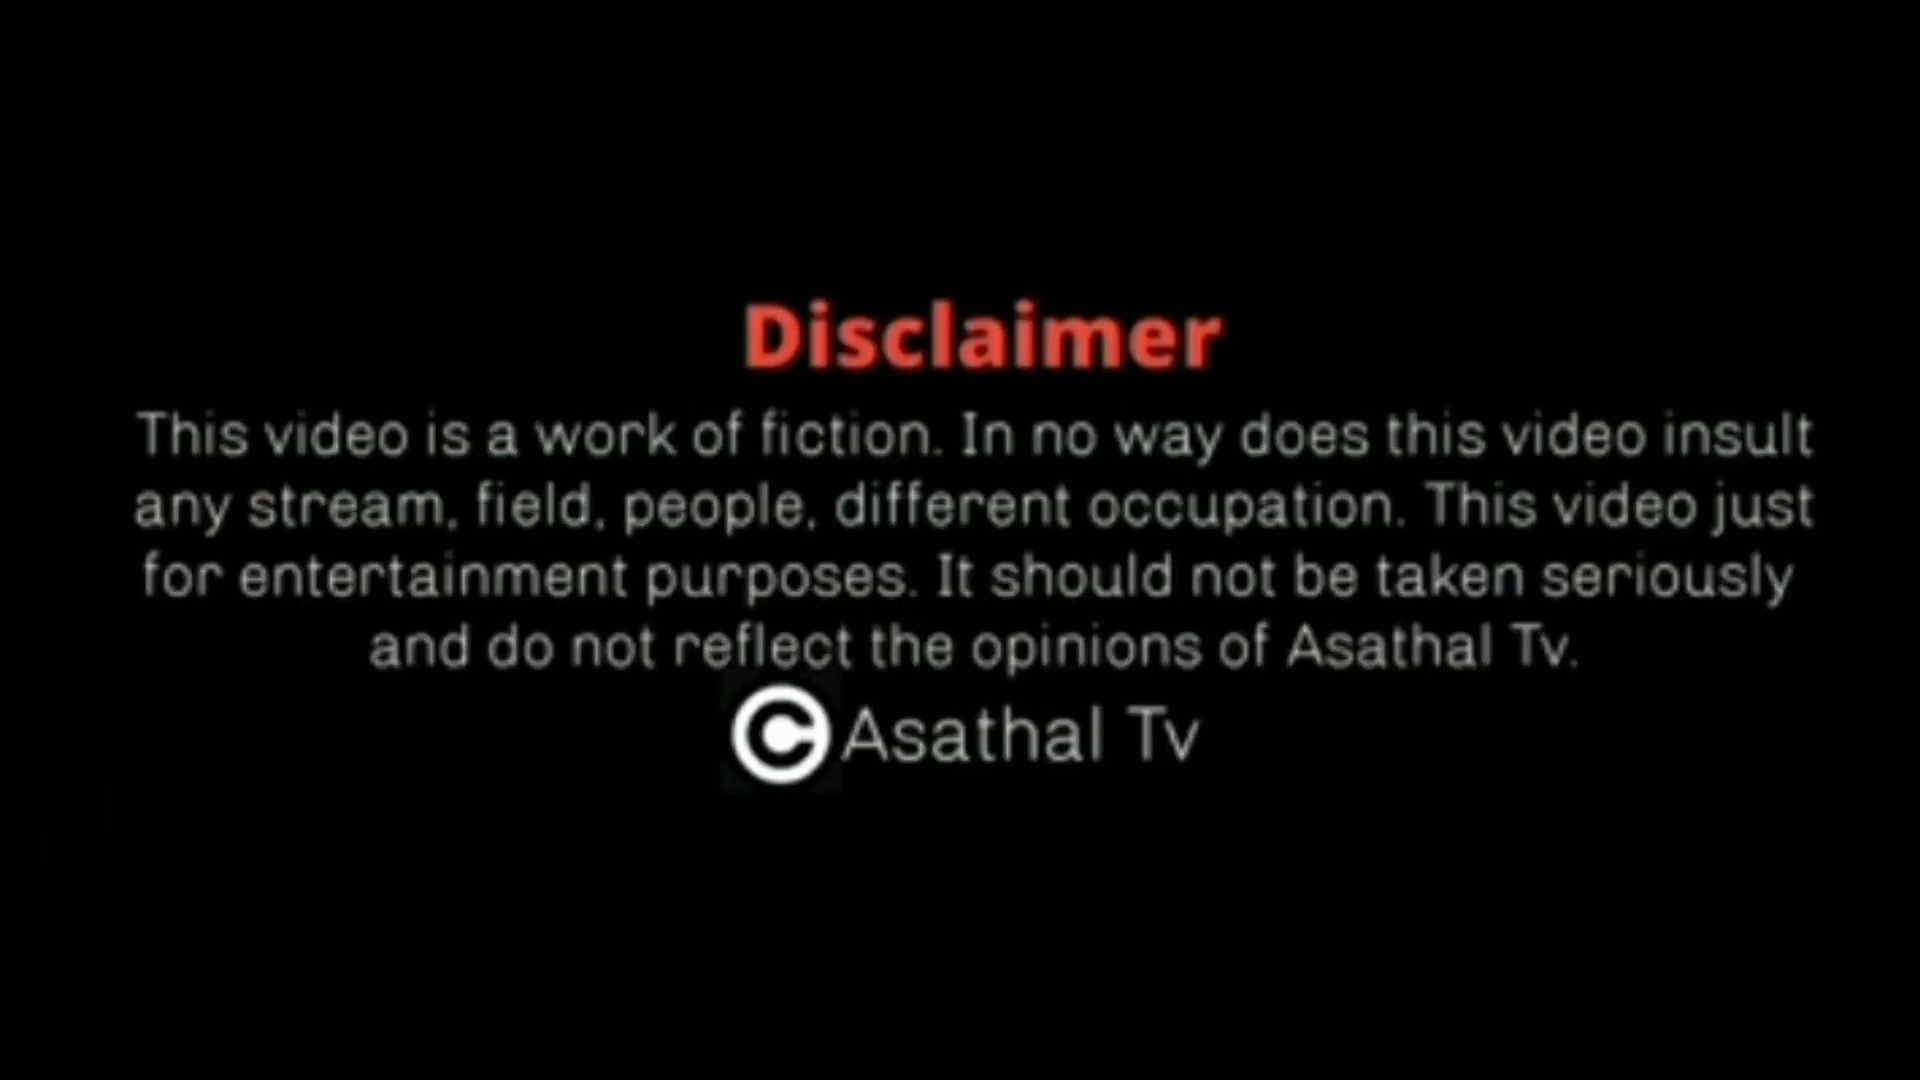 Disclaimer
This video is a work of fiction. In no way does this video insult
any stream, field, people, different occupation. This video just
for entertainment purposes. It should not be taken seriously
and do not reflect the opinions of Asathal Tv.
© Asathal Tv